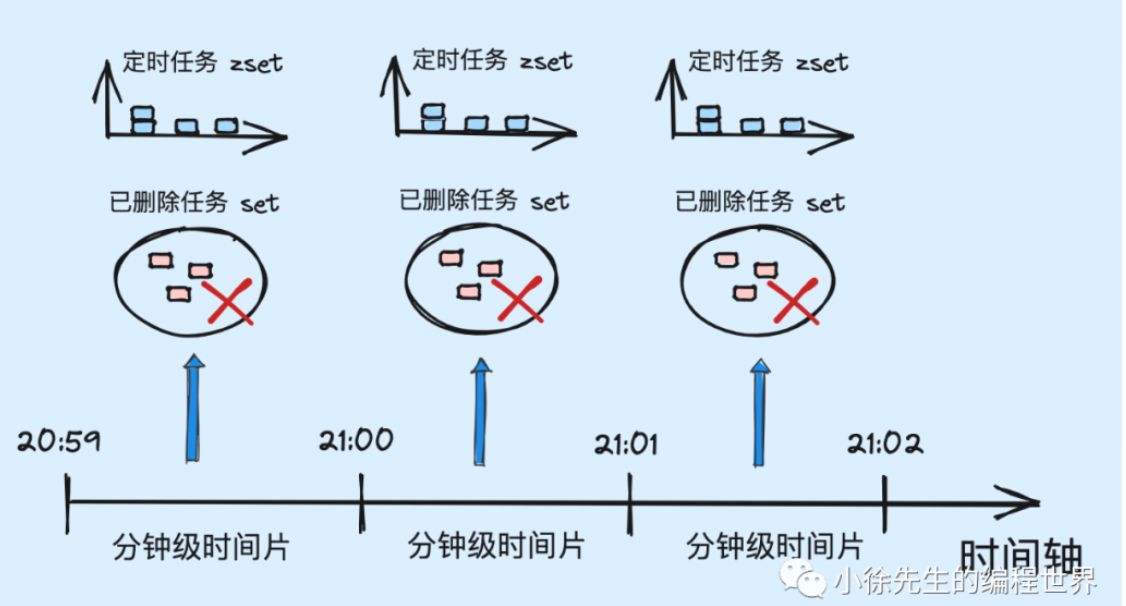 定时任务 zset
定时任务 zset
定时任务 zset
已删除任务 set
已删除任务 set
已删除任务 set
20:59
21:00
21:01
21:02
分钟级时间片
分钟级时间片
分钟级时间片
时间轴
小徐先生的编程世界